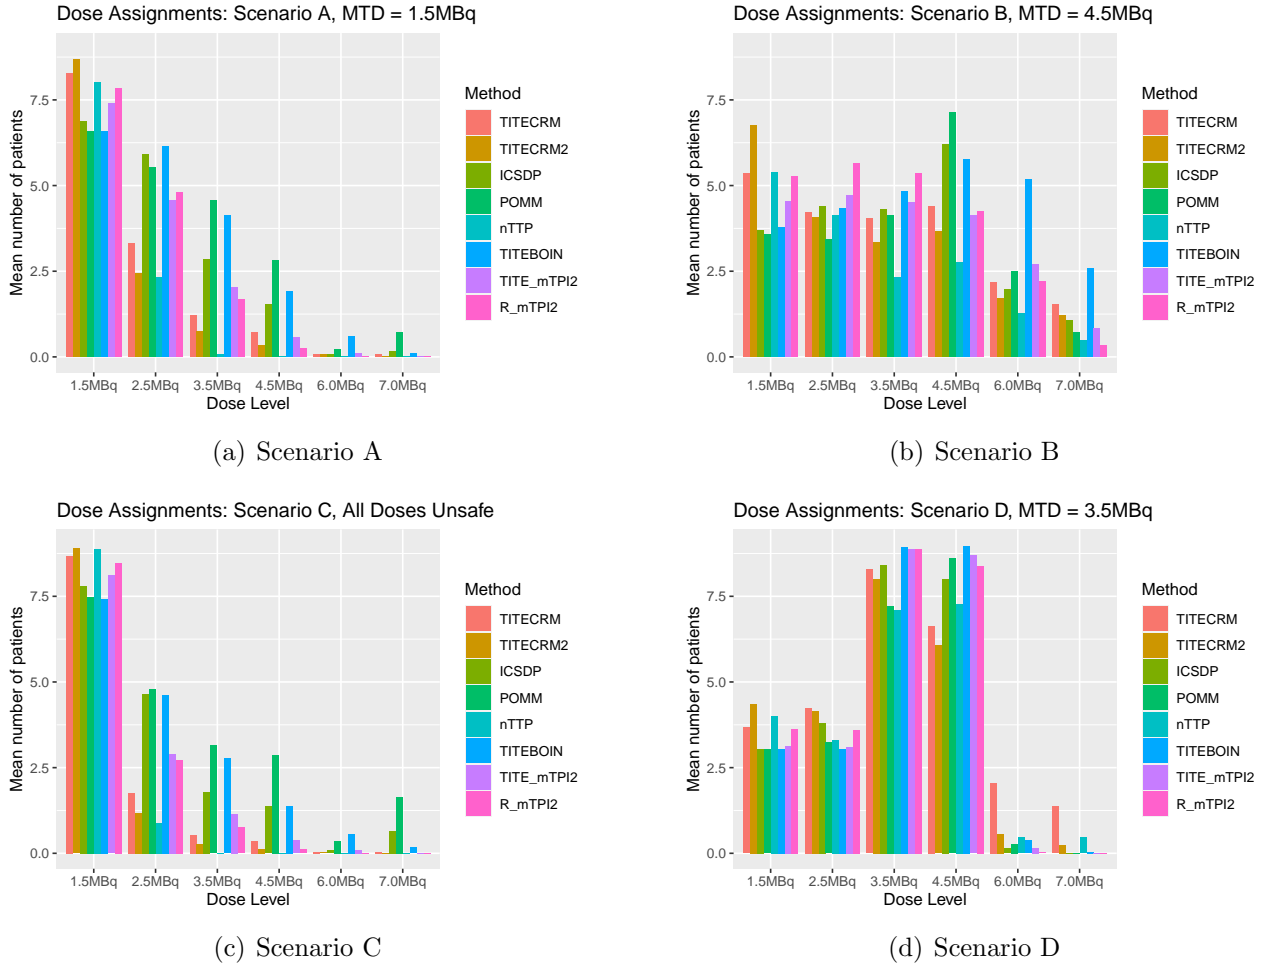 Dose Assignments: Scenario A, MTD = 1.5MBq
Mean number of patients
7.5
5.0
2.5
0.0
1.5MBq 2.5MBq 3.5MBq 4.5MBq 6.0MBq 7.0MBq
Dose Level
Method
TITECRM
TITECRM2
ICSDP
POMM
nTTP
TITEBOIN
TITE_mTPI2
R_mTPI2
(a) Scenario A
Dose Assignments: Scenario B, MTD = 4.5MBq
Mean number of patients
7.5
5.0
2.5
0.0
1.5MBq 2.5MBq 3.5MBq 4.5MBq 6.0MBq 7.0MBq
Dose Level
Method
TITECRM
TITECRM2
ICSDP
POMM
nTTP
TITEBOIN
TITE_mTPI2
R_mTPI2
(b) Scenario B
Dose Assignments: Scenario C, All Doses Unsafe
Mean number of patients
7.5
5.0
2.5
0.0
1.5MBq 2.5MBq 3.5MBq 4.5MBq 6.0MBq 7.0MBq
Dose Level
Method
TITECRM
TITECRM2
ICSDP
POMM
nTTP
TITEBOIN
TITE_mTPI2
R_mTPI2
(c) Scenario C
Dose Assignments: Scenario D, MTD = 3.5MBq
Mean number of patients
7.5
5.0
2.5
0.0
1.5MBq 2.5MBq 3.5MBq 4.5MBq 6.0MBq 7.0MBq
Dose Level
Method
TITECRM
TITECRM2
ICSDP
POMM
nTTP
TITEBOIN
TITE_mTPI2
R_mTPI2
(d) Scenario D